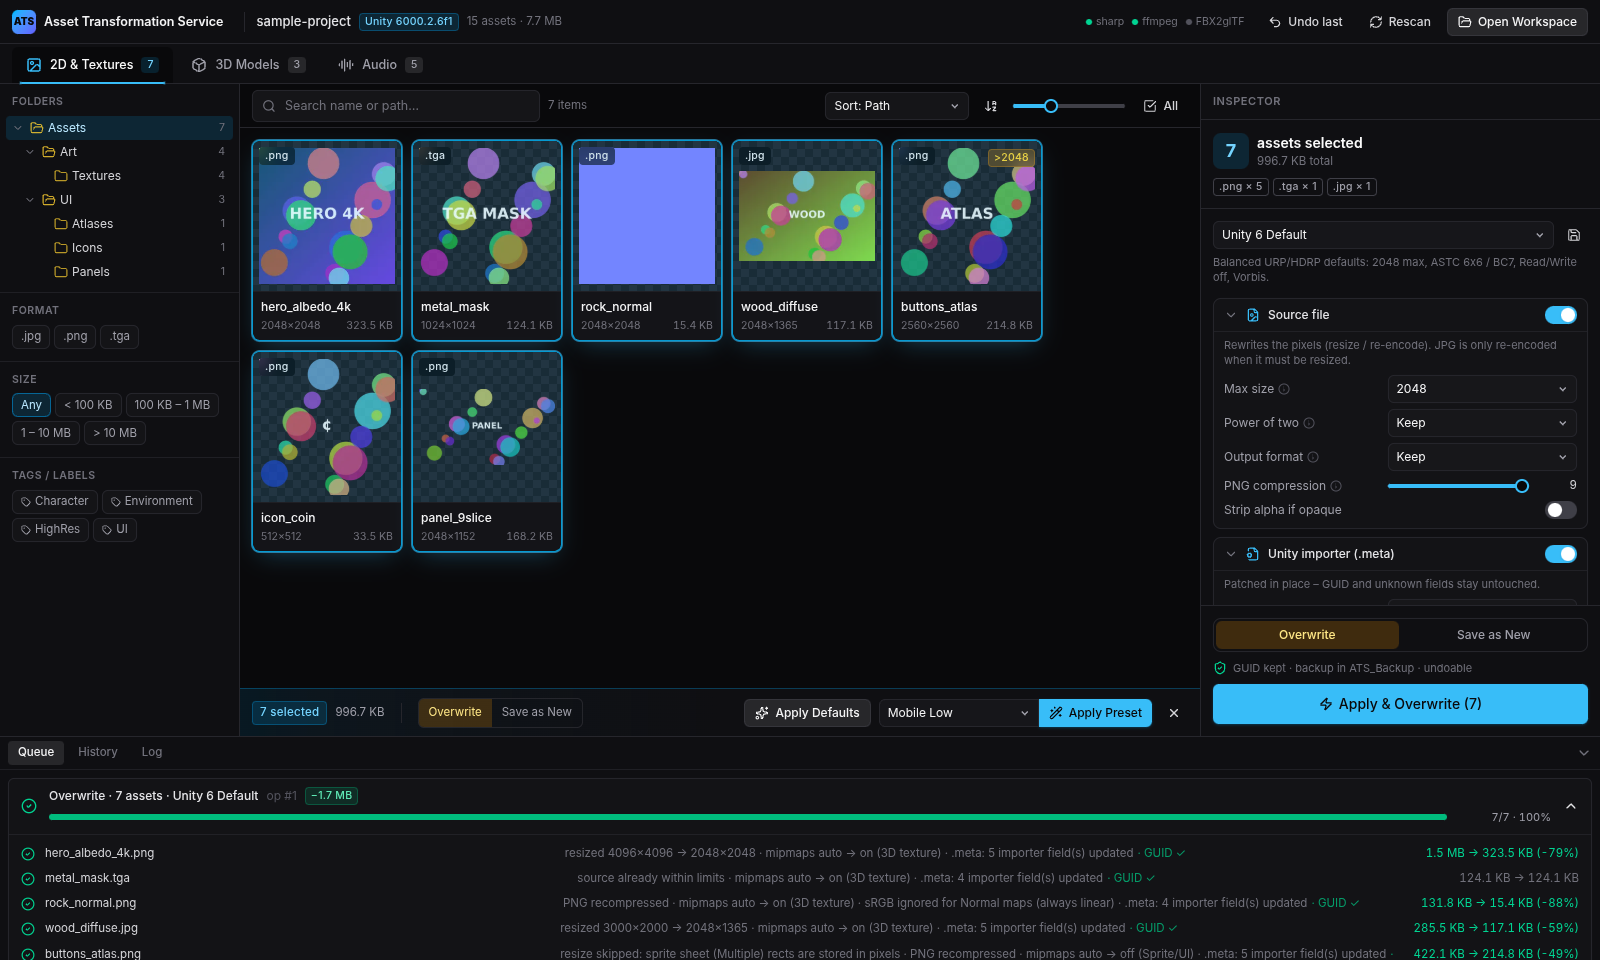 ATS Asset Transformation Service sample-project Unity 6000.2.6f1 15 assets · 7.7 MB sharp ffmpeg FBX2glTF Undo last Rescan Open Workspace
2D & Textures 7 3D Models 3 Audio 5
FOLDERS
Assets 7
Art 4
Textures 4
UI 3
Atlases 1
Icons 1
Panels 1
FORMAT
.jpg .png .tga
SIZE
Any < 100 KB 100 KB – 1 MB
1 – 10 MB > 10 MB
TAGS / LABELS
Character Environment
HighRes UI
Search name or path... 7 items Sort: Path All
.png .tga .png .jpg .png >2048
HERO 4K TGA MASK WOOD ATLAS
hero_albedo_4k metal_mask rock_normal wood_diffuse buttons_atlas
2048×2048 323.5 KB 1024×1024 124.1 KB 2048×2048 15.4 KB 2048×1365 117.1 KB 2560×2560 214.8 KB
.png .png
¢ PANEL
icon_coin panel_9slice
512×512 33.5 KB 2048×1152 168.2 KB
7 selected 996.7 KB Overwrite Save as New Apply Defaults Mobile Low Apply Preset
INSPECTOR
7 assets selected
996.7 KB total
.png × 5 .tga × 1 .jpg × 1
Unity 6 Default
Balanced URP/HDRP defaults: 2048 max, ASTC 6x6 / BC7, Read/Write
off, Vorbis.
Source file
Rewrites the pixels (resize / re-encode). JPG is only re-encoded
when it must be resized.
Max size 2048
Power of two Keep
Output format Keep
PNG compression 9
Strip alpha if opaque
Unity importer (.meta)
Patched in place – GUID and unknown fields stay untouched.
Overwrite Save as New
GUID kept · backup in ATS_Backup · undoable
Apply & Overwrite (7)
Queue History Log
Overwrite · 7 assets · Unity 6 Default op #1 −1.7 MB
7/7 · 100%
hero_albedo_4k.png resized 4096×4096 → 2048×2048 · mipmaps auto → on (3D texture) · .meta: 5 importer field(s) updated · GUID ✓ 1.5 MB → 323.5 KB (-79%)
metal_mask.tga source already within limits · mipmaps auto → on (3D texture) · .meta: 4 importer field(s) updated · GUID ✓ 124.1 KB → 124.1 KB
rock_normal.png PNG recompressed · mipmaps auto → on (3D texture) · sRGB ignored for Normal maps (always linear) · .meta: 4 importer field(s) updated · GUID ✓ 131.8 KB → 15.4 KB (-88%)
wood_diffuse.jpg resized 3000×2000 → 2048×1365 · mipmaps auto → on (3D texture) · .meta: 5 importer field(s) updated · GUID ✓ 285.5 KB → 117.1 KB (-59%)
buttons_atlas.png resize skipped: sprite sheet (Multiple) rects are stored in pixels · PNG recompressed · mipmaps auto → off (Sprite/UI) · .meta: 5 importer field(s) updated · 422.1 KB → 214.8 KB (-49%)